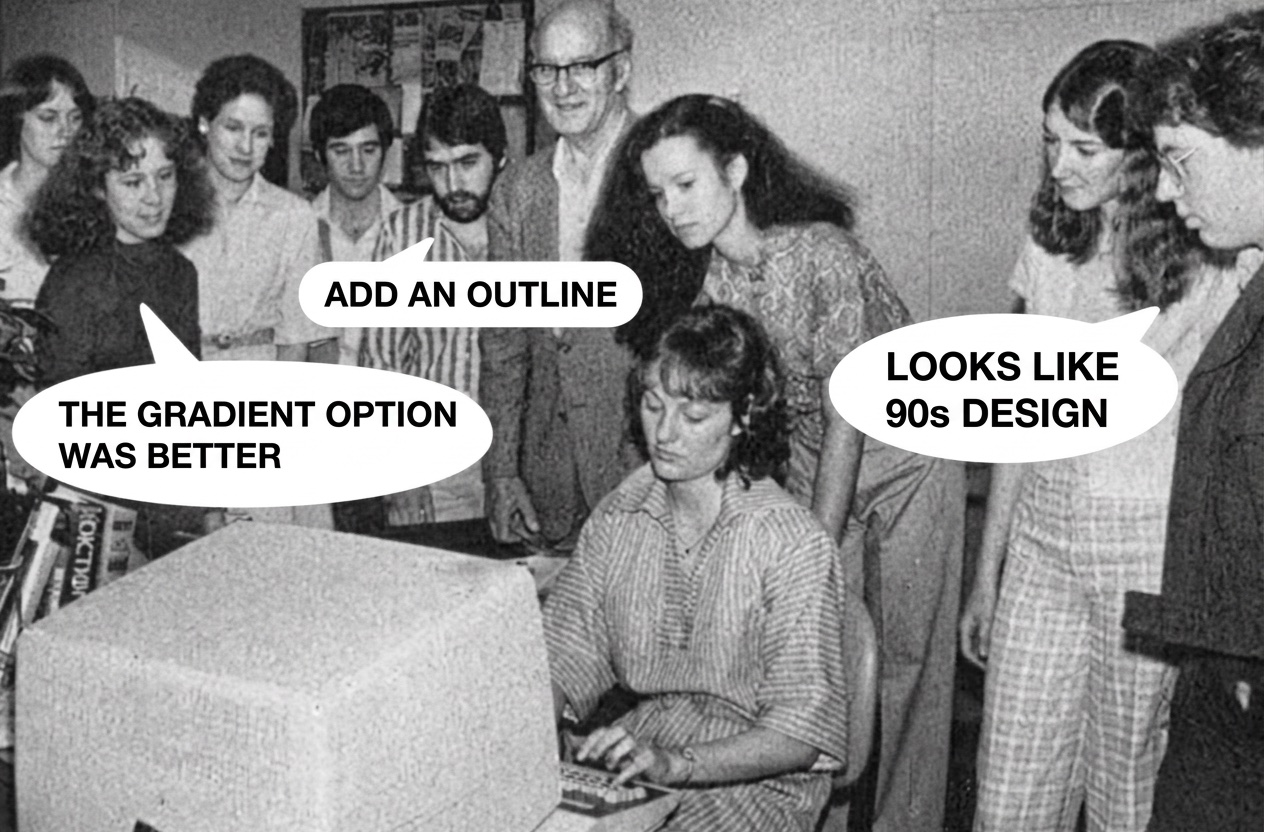 ADD AN OUTLINE
THE GRADIENT OPTION
WAS BETTER
LOOKS LIKE
90s DESIGN